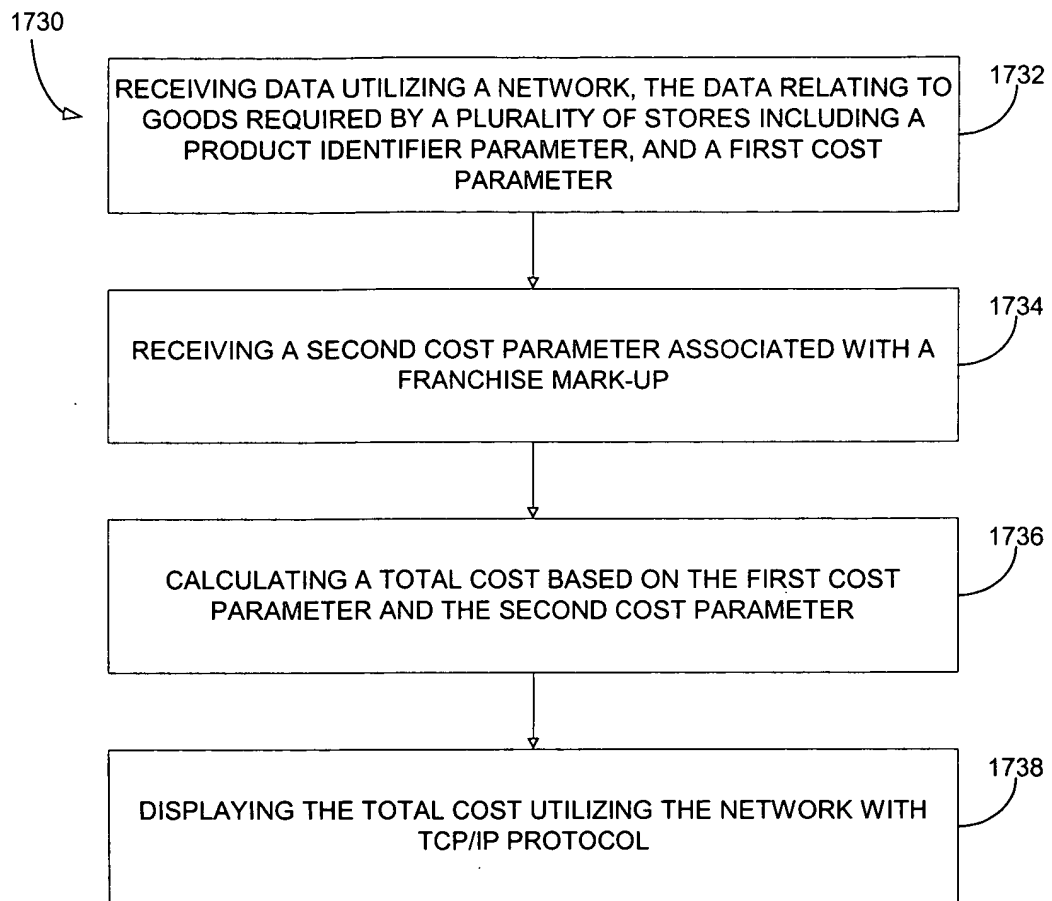 1730
1732
RECEIVING DATA UTILIZING A NETWORK, THE DATA RELATING TO
GOODS REQUIRED BY A PLURALITY OF STORES INCLUDING A
PRODUCT IDENTIFIER PARAMETER, AND A FIRST COST
PARAMETER
1734
RECEIVING A SECOND COST PARAMETER ASSOCIATED WITH A
FRANCHISE MARK-UP
1736
CALCULATING A TOTAL COST BASED ON THE FIRST COST
PARAMETER AND THE SECOND COST PARAMETER
1738
DISPLAYING THE TOTAL COST UTILIZING THE NETWORK WITH
TCP/IP PROTOCOL